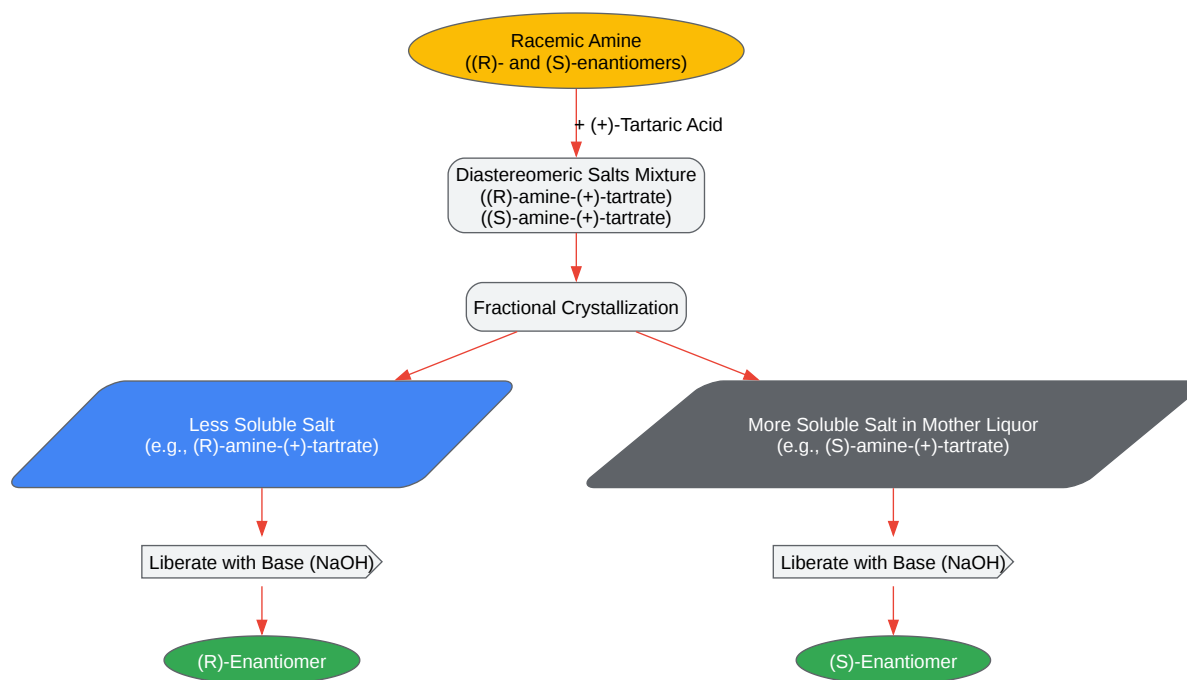 Racemic Amine
((R)- and (S)-enantiomers)
+ (+)-Tartaric Acid
Diastereomeric Salts Mixture
((R)-amine-(+)-tartrate)
((S)-amine-(+)-tartrate)
Fractional Crystallization
Less Soluble Salt
(e.g., (R)-amine-(+)-tartrate)
More Soluble Salt in Mother Liquor
(e.g., (S)-amine-(+)-tartrate)
Liberate with Base (NaOH)
Liberate with Base (NaOH)
(R)-Enantiomer
(S)-Enantiomer